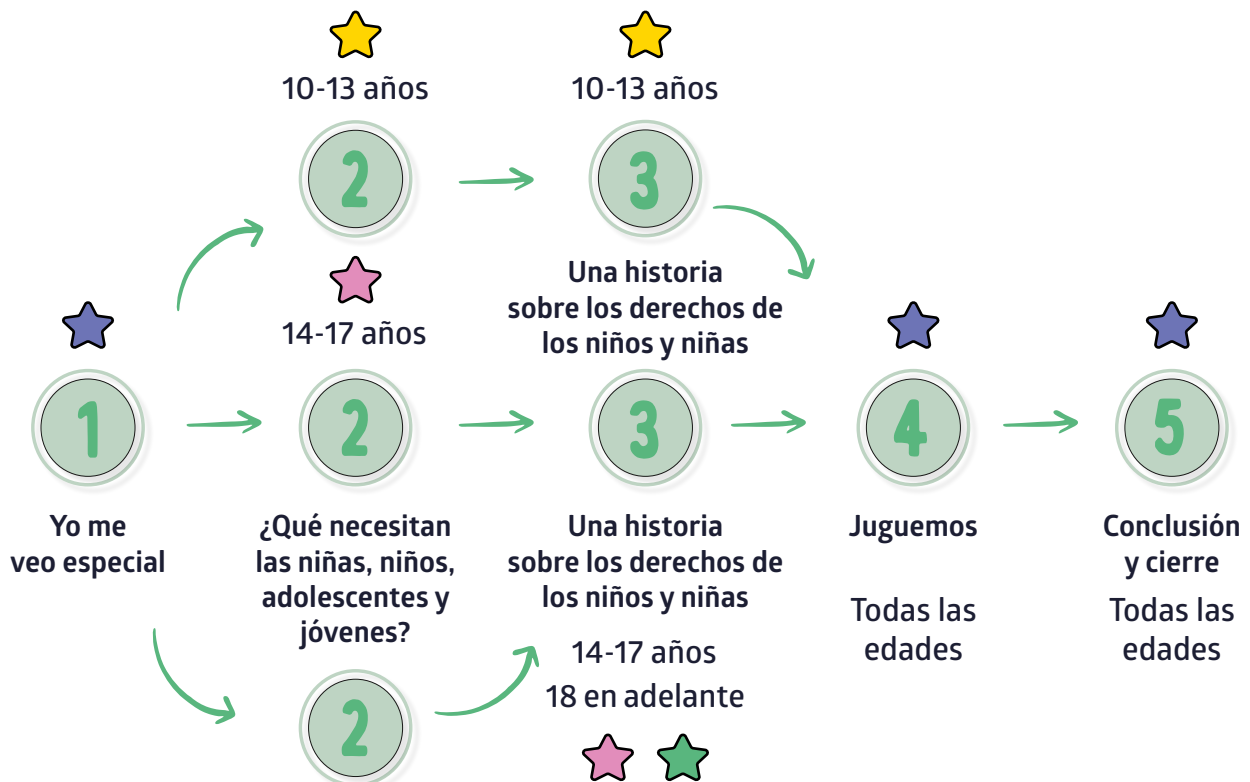 10-13 años
10-13 años
2
3
14-17 años
Una historia
sobre los derechos de
los niños y niñas
1
2
3
4
5
Yo me
veo especial
¿Qué necesitan
las niñas, niños,
adolescentes y
jóvenes?
Una historia
sobre los derechos de
los niños y niñas
14-17 años
18 en adelante
Juguemos
Todas las
edades
Conclusión
y cierre
Todas las
edades
2